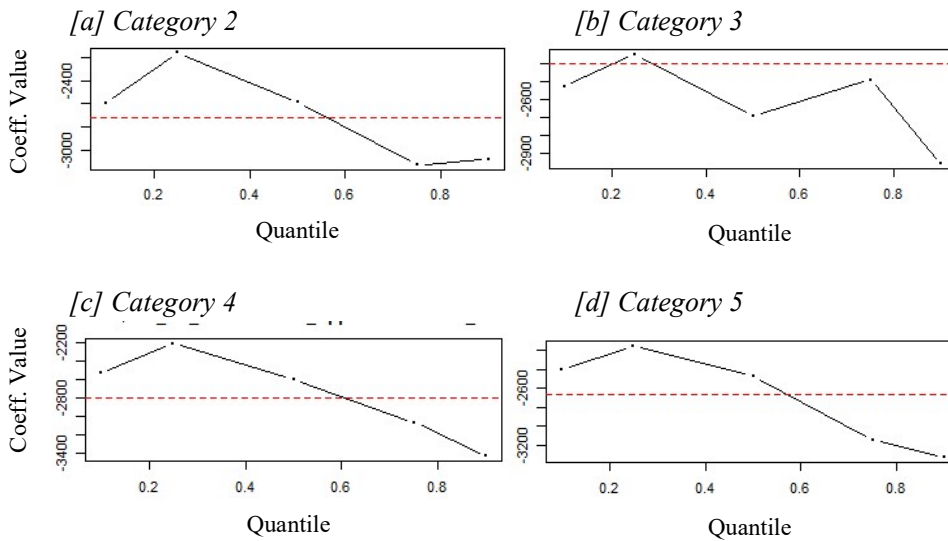 [a] Category 2
[b] Category 3
Coeff. Value
-2400
-3000
0.2 0.4 0.6 0.8
Quantile
-2600
-2900
0.2 0.4 0.6 0.8
Quantile
[c] Category 4
[d] Category 5
Coeff. Value
-2200
-2800
-3400
0.2 0.4 0.6 0.8
Quantile
-2600
-3200
0.2 0.4 0.6 0.8
Quantile